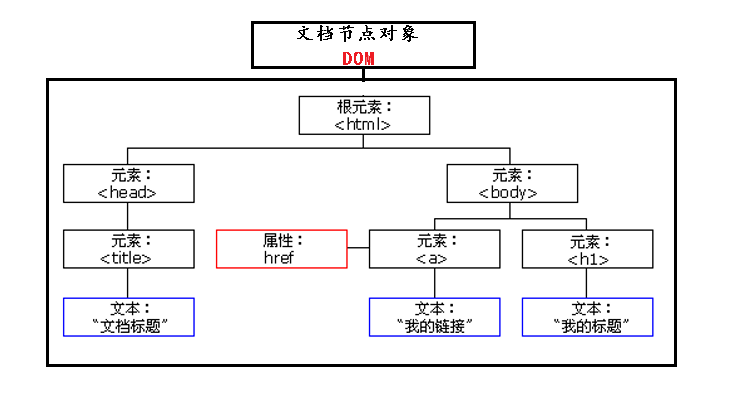 文档节点对象
DOM
根元素：
<html>
元素：
<head>
元素：
<body>
元素：
<title>
属性：
href
元素：
<a>
元素：
<h1>
文本：
“文档标题”
文本：
“我的链接”
文本：
“我的标题”